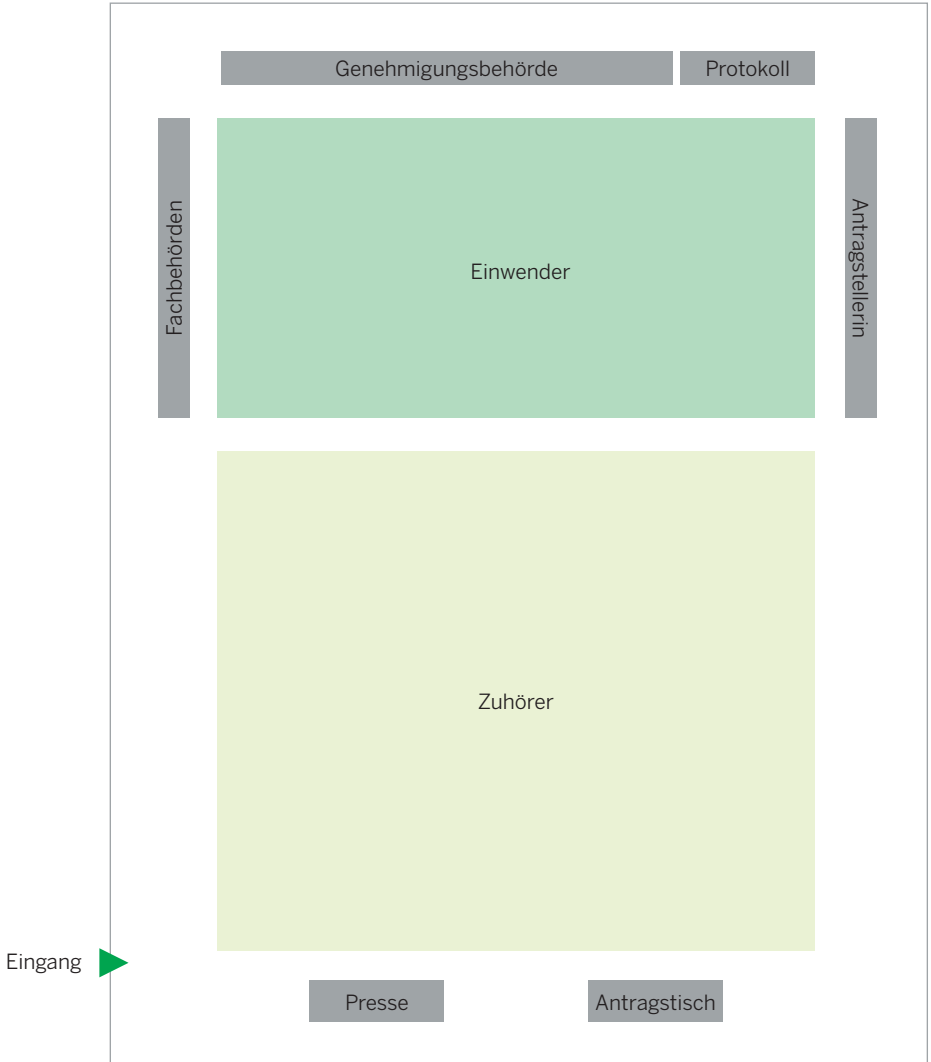 Genehmigungsbehörde
Protokoll
Fachbehörden
Einwender
Antragstellerin
Zuhörer
Eingang
Presse
Antragstisch